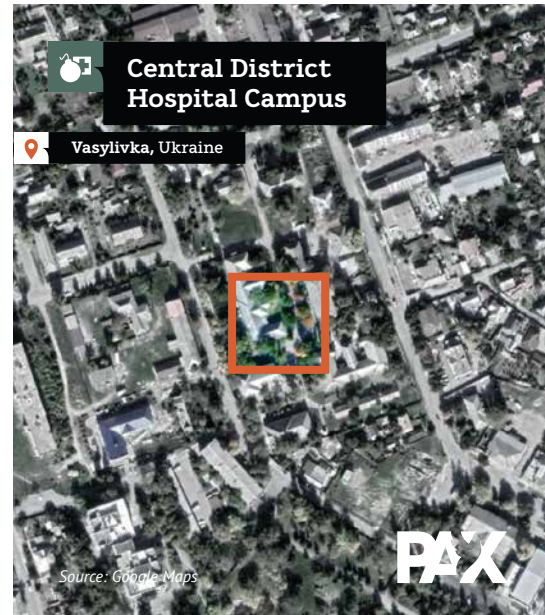 Central District
Hospital Campus
Vasylivka, Ukraine
Source: Google Maps
PAX